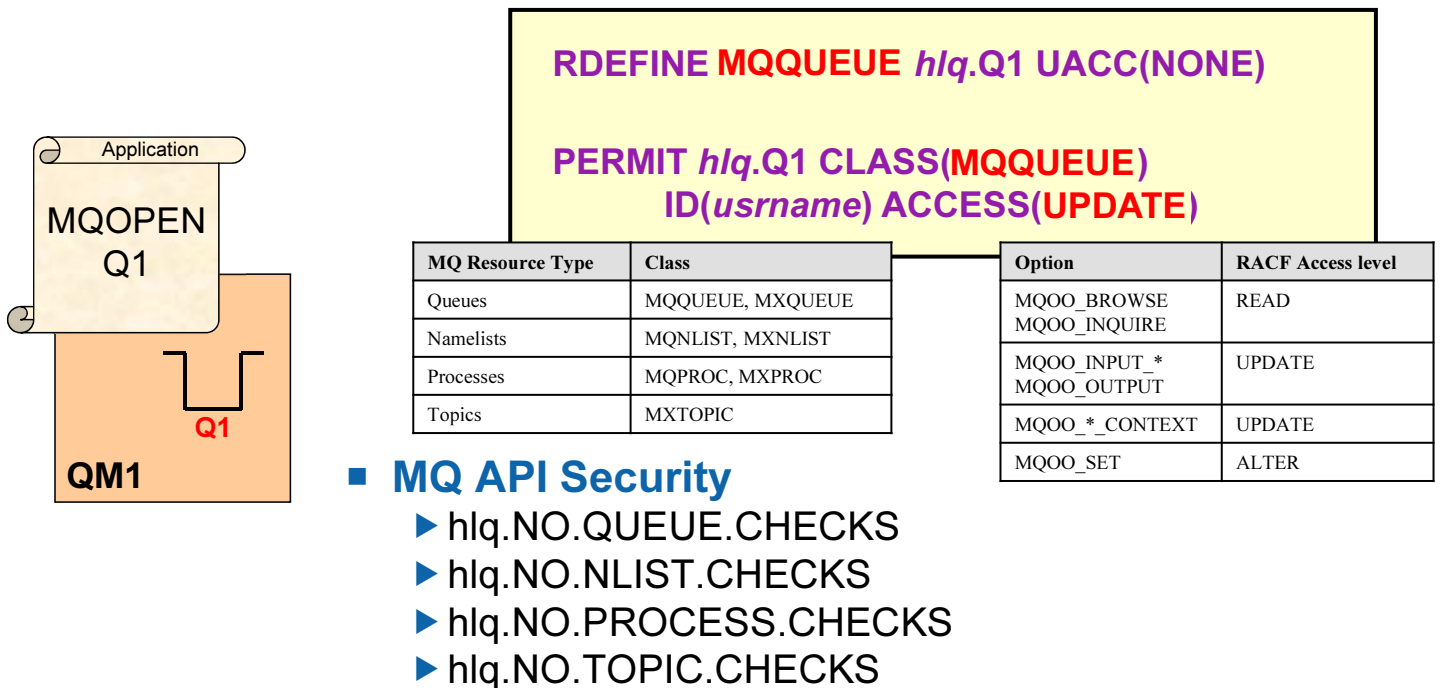 RDEFINE MQQUEUE hlq.Q1 UACC(NONE)
PERMIT hlq.Q1 CLASS(MQQUEUE)
ID(usrname) ACCESS(UPDATE)
Application
MQOPEN
Q1
Q1
QM1
MQ Resource Type Class
Queues MQQUEUE, MXQUEUE
Namelists MQNLIST, MXNLIST
Processes MQPROC, MXPROC
Topics MXTOPIC
Option RACF Access level
MQOO_BROWSE READ
MQOO_INQUIRE
MQOO_INPUT_* UPDATE
MQOO_OUTPUT
MQOO_*_CONTEXT UPDATE
MQOO_SET ALTER
MQ API Security
hlq.NO.QUEUE.CHECKS
hlq.NO.NLIST.CHECKS
hlq.NO.PROCESS.CHECKS
hlq.NO.TOPIC.CHECKS